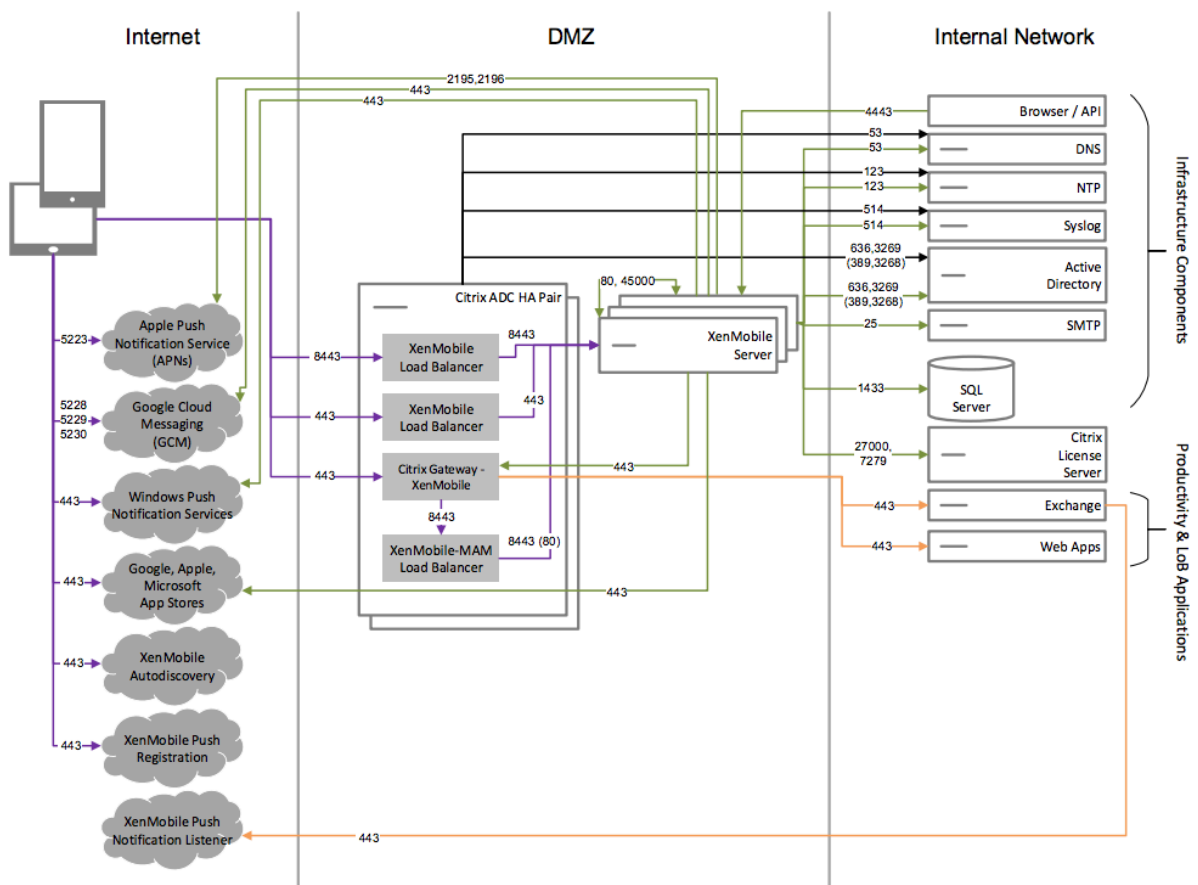 Internet
DMZ
Internal Network
2195,2196
443
443
4443
Browser / API
53
53
DNS
123
123
NTP
514
514
Syslog
636,3269
(389,3268)
636,3269
(389,3268)
Active
Directory
25
SMTP
1433
SQL
Server
27000,
7279
Citrix
License
Server
443
Exchange
443
Web Apps
Infrastructure Components
Productivity & LoB Applications
Citrix ADC HA Pair
80, 45000
XenMobile
Server
8443
XenMobile
Load Balancer
8443
443
XenMobile
Load Balancer
443
443
Citrix Gateway -
XenMobile
443
8443
XenMobile-MAM
Load Balancer
8443 (80)
443
5223
Apple Push
Notification Service
(APNs)
5228
5229
5230
Google Cloud
Messaging
(GCM)
443
Windows Push
Notification Services
443
Google, Apple,
Microsoft
App Stores
443
XenMobile
Autodiscovery
443
XenMobile Push
Registration
XenMobile Push
Notification Listener
443